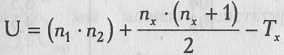 U = (n₁ · n₂) + nₓ · (nₓ + 1) / 2 − Tₓ